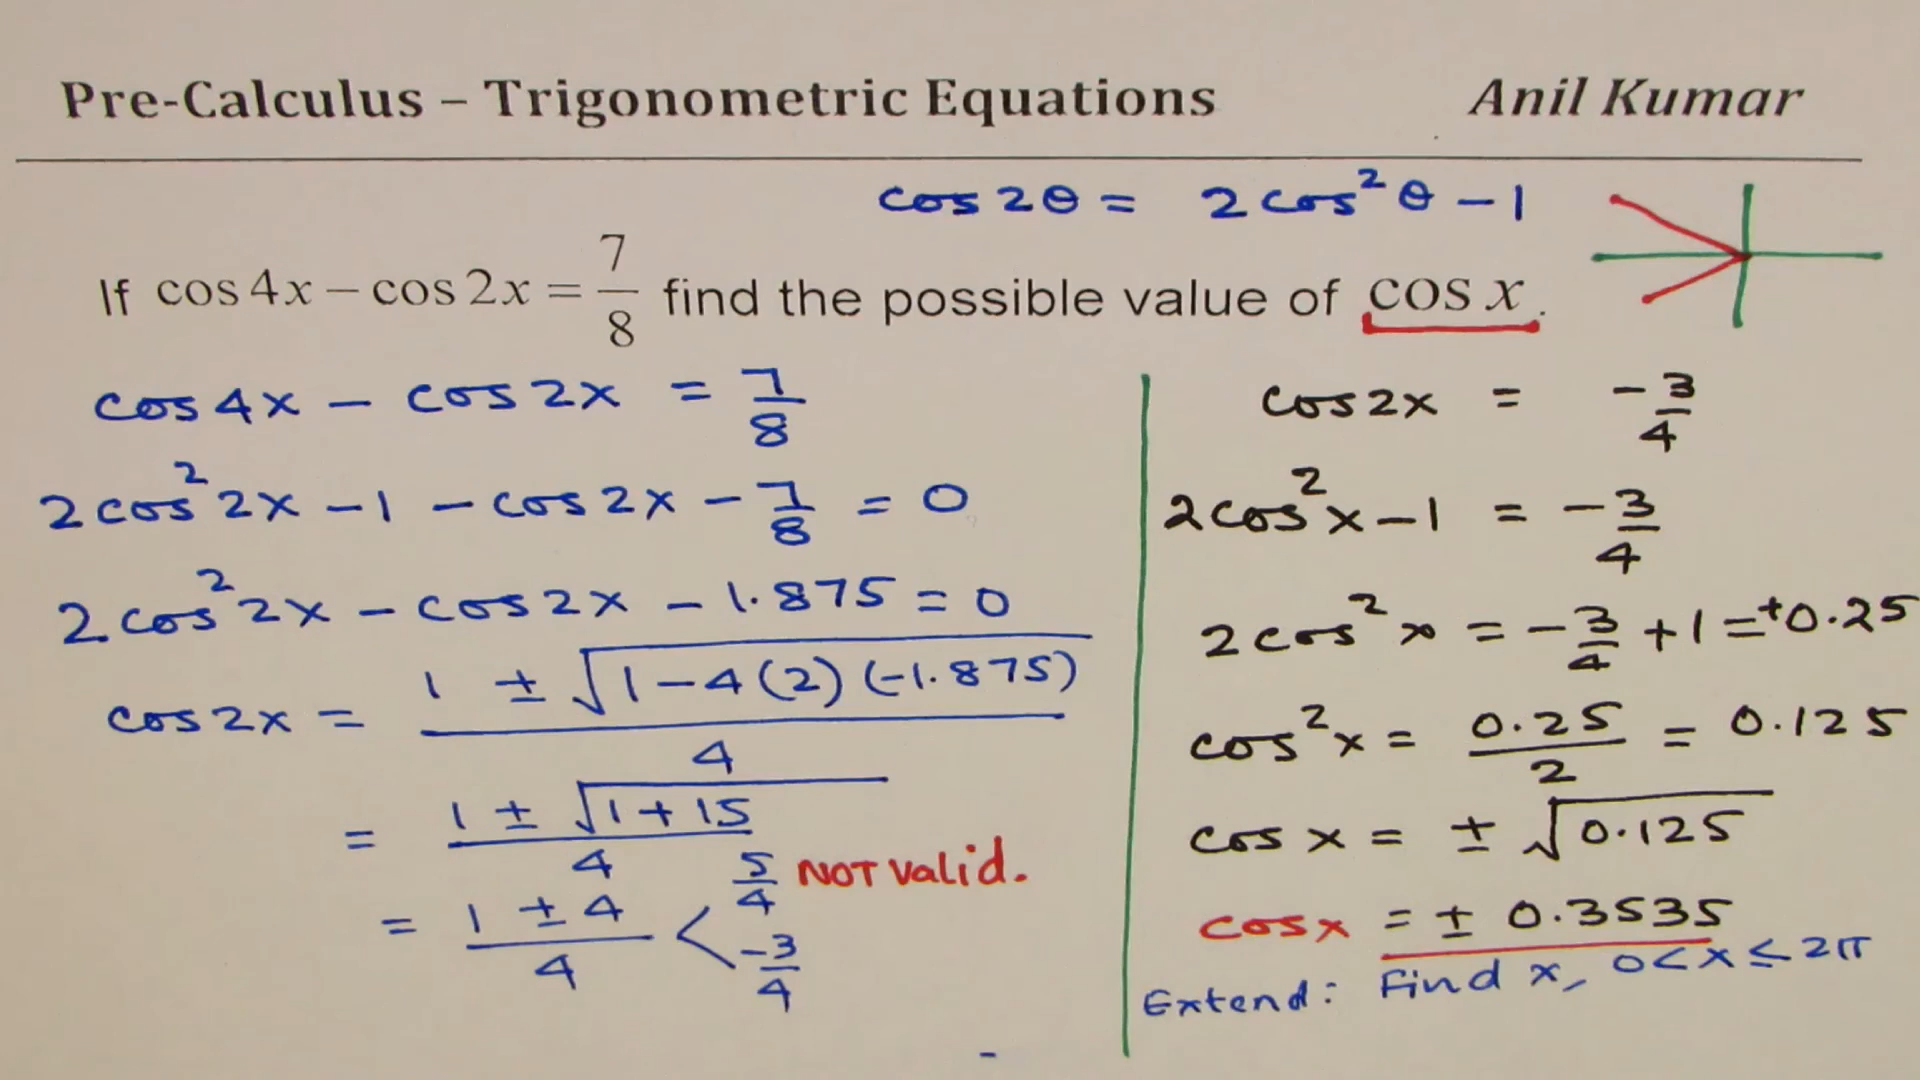 Pre-Calculus – Trigonometric Equations Anil Kumar
cos 2θ = 2cos²θ - 1
If cos 4x − cos 2x = 7/8 find the possible value of cos x.
cos 4x - cos 2x = 7/8
2cos²2x - 1 - cos 2x - 7/8 = 0
2cos²2x - cos 2x - 1.875 = 0
cos 2x = 1 ± √(1-4(2)(-1.875)) / 4
= 1 ± √(1+15) / 4
= 1 ± 4 / 4 < 5/4 NOT valid.
-3/4
cos 2x = -3/4
2cos²x - 1 = -3/4
2cos²x = -3/4 + 1 = +0.25
cos²x = 0.25/2 = 0.125
cos x = ± √0.125
cos x = ± 0.3535
Extend: Find x, 0<x≤2π